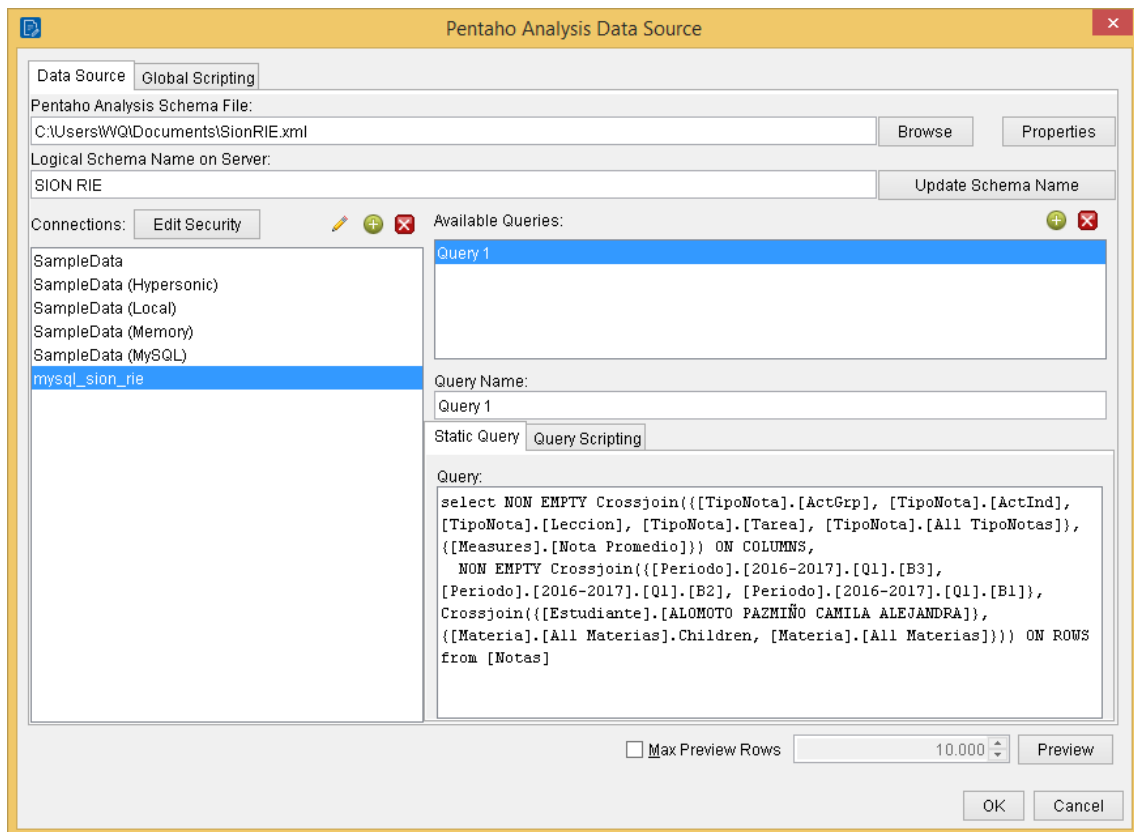 Pentaho Analysis Data Source
Data Source
Global Scripting
Pentaho Analysis Schema File:
C:\Users\WQ\Documents\SionRIE.xml
Browse
Properties
Logical Schema Name on Server:
SION RIE
Update Schema Name
Connections:
Edit Security
SampleData
SampleData (Hypersonic)
SampleData (Local)
SampleData (Memory)
SampleData (MySQL)
mysql_sion_rie
Available Queries:
Query 1
Query Name:
Query 1
Static Query
Query Scripting
Query:
select NON EMPTY Crossjoin({[TipoNota].[ActGrp], [TipoNota].[ActInd],
[TipoNota].[Leccion], [TipoNota].[Tarea], [TipoNota].[All TipoNotas]},
{[Measures].[Nota Promedio]}) ON COLUMNS,
NON EMPTY Crossjoin({[Periodo].[2016-2017].[Q1].[B3],
[Periodo].[2016-2017].[Q1].[B2], [Periodo].[2016-2017].[Q1].[B1]},
Crossjoin({[Estudiante].[ALOMOTO PAZMIÑO CAMILA ALEJANDRA]},
{[Materia].[All Materias].Children, [Materia].[All Materias]})) ON ROWS
from [Notas]
Max Preview Rows
10.000
Preview
OK
Cancel